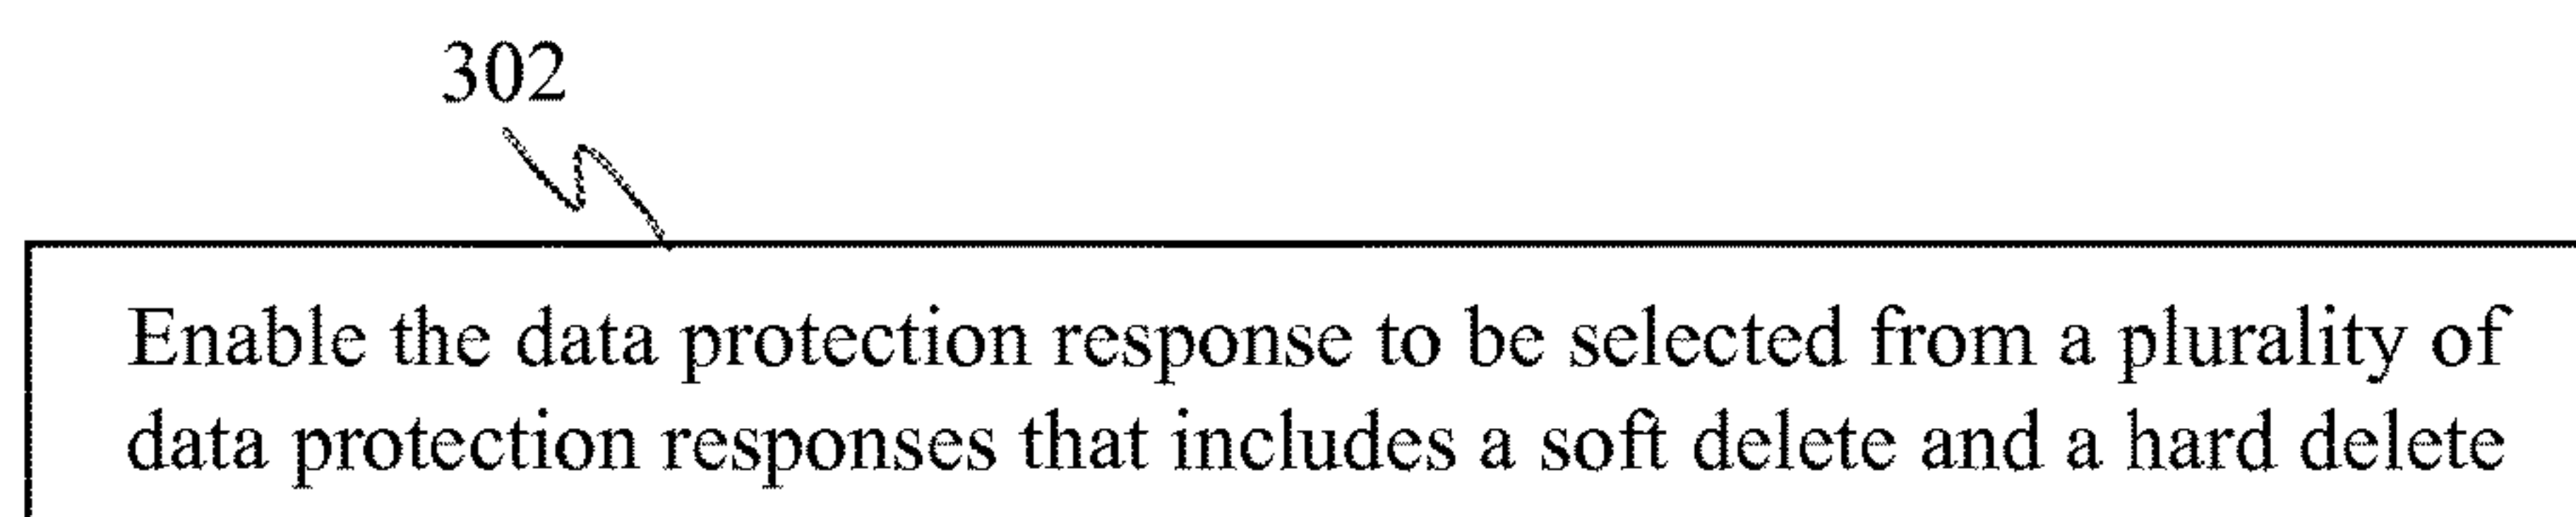 302
Enable the data protection response to be selected from a plurality of
data protection responses that includes a soft delete and a hard delete